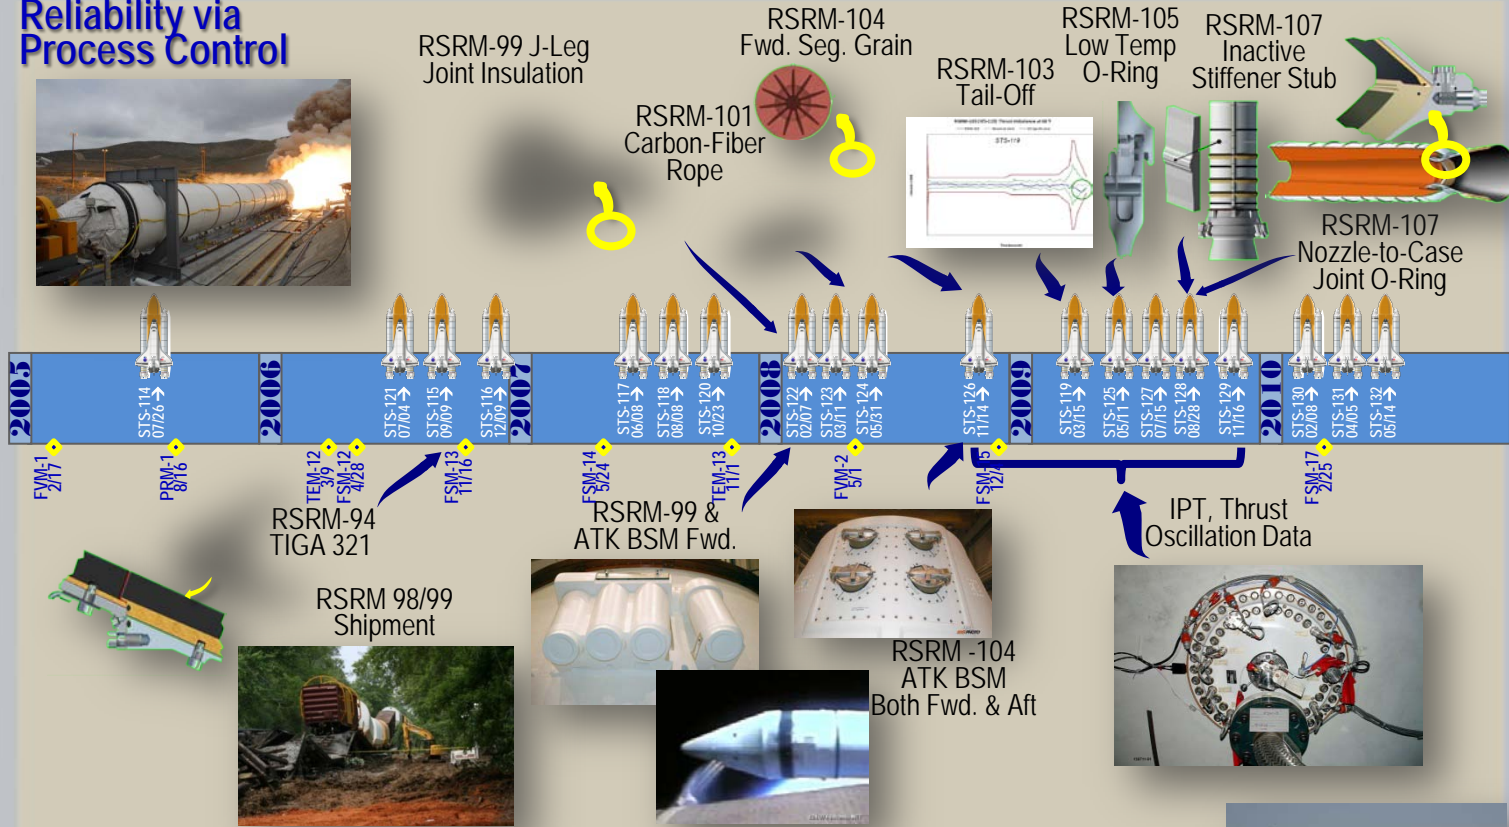 Reliability via
Process Control
RSRM-99 J-Leg
Joint Insulation
RSRM-101
Carbon-Fiber
Rope
RSRM-104
Fwd. Seg. Grain
RSRM-103
Tail-Off
STS-119
RSRM-105
Low Temp
O-Ring
RSRM-107
Inactive
Stiffener Stub
RSRM-107
Nozzle-to-Case
Joint O-Ring
2005
STS-114
07/26
2006
STS-121
07/04
STS-115
09/09
STS-116
12/09
2007
STS-117
06/08
STS-118
08/08
STS-120
10/23
2008
STS-122
02/07
STS-123
03/11
STS-124
05/31
STS-126
11/14
2009
STS-119
03/15
STS-125
05/11
STS-127
07/15
STS-128
08/28
STS-129
11/16
2010
STS-130
02/08
STS-131
04/05
STS-132
05/14
FVM-1
2/17
PRM-1
8/16
TEM-12
3/9
FSM-12
4/28
FSM-13
11/16
FSM-14
5/24
TEM-13
11/1
FVM-2
5/1
FSM-15
FSM-17
2/25
RSRM-94
TIGA 321
RSRM 98/99
Shipment
RSRM-99 &
ATK BSM Fwd.
RSRM -104
ATK BSM
Both Fwd. & Aft
IPT, Thrust
Oscillation Data